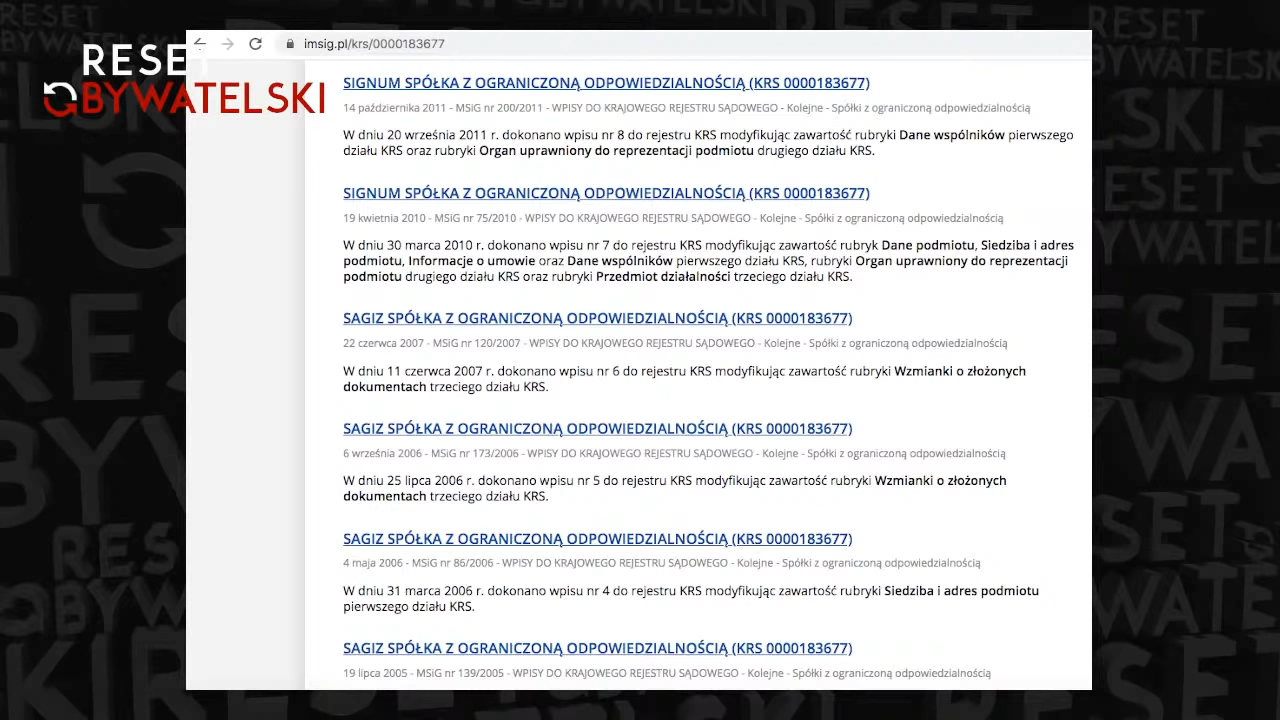 imsig.pl/krs/0000183677
RESET
OBYWATELSKI
SIGNUM SPÓŁKA Z OGRANICZONĄ ODPOWIEDZIALNOŚCIĄ (KRS 0000183677)
14 października 2011 - MSiG nr 200/2011 - WPISY DO KRAJOWEGO REJESTRU SĄDOWEGO - Kolejne - Spółki z ograniczoną odpowiedzialnością
W dniu 20 września 2011 r. dokonano wpisu nr 8 do rejestru KRS modyfikując zawartość rubryki Dane wspólników pierwszego
działu KRS oraz rubryki Organ uprawniony do reprezentacji podmiotu drugiego działu KRS.
SIGNUM SPÓŁKA Z OGRANICZONĄ ODPOWIEDZIALNOŚCIĄ (KRS 0000183677)
19 kwietnia 2010 - MSiG nr 75/2010 - WPISY DO KRAJOWEGO REJESTRU SĄDOWEGO - Kolejne - Spółki z ograniczoną odpowiedzialnością
W dniu 30 marca 2010 r. dokonano wpisu nr 7 do rejestru KRS modyfikując zawartość rubryk Dane podmiotu, Siedziba i adres
podmiotu, Informacje o umowie oraz Dane wspólników pierwszego działu KRS, rubryki Organ uprawniony do reprezentacji
podmiotu drugiego działu KRS oraz rubryki Przedmiot działalności trzeciego działu KRS.
SAGIZ SPÓŁKA Z OGRANICZONĄ ODPOWIEDZIALNOŚCIĄ (KRS 0000183677)
22 czerwca 2007 - MSiG nr 120/2007 - WPISY DO KRAJOWEGO REJESTRU SĄDOWEGO - Kolejne - Spółki z ograniczoną odpowiedzialnością
W dniu 11 czerwca 2007 r. dokonano wpisu nr 6 do rejestru KRS modyfikując zawartość rubryki Wzmianki o złożonych
dokumentach trzeciego działu KRS.
SAGIZ SPÓŁKA Z OGRANICZONĄ ODPOWIEDZIALNOŚCIĄ (KRS 0000183677)
6 września 2006 - MSiG nr 173/2006 - WPISY DO KRAJOWEGO REJESTRU SĄDOWEGO - Kolejne - Spółki z ograniczoną odpowiedzialnością
W dniu 25 lipca 2006 r. dokonano wpisu nr 5 do rejestru KRS modyfikując zawartość rubryki Wzmianki o złożonych
dokumentach trzeciego działu KRS.
SAGIZ SPÓŁKA Z OGRANICZONĄ ODPOWIEDZIALNOŚCIĄ (KRS 0000183677)
4 maja 2006 - MSiG nr 86/2006 - WPISY DO KRAJOWEGO REJESTRU SĄDOWEGO - Kolejne - Spółki z ograniczoną odpowiedzialnością
W dniu 31 marca 2006 r. dokonano wpisu nr 4 do rejestru KRS modyfikując zawartość rubryki Siedziba i adres podmiotu
pierwszego działu KRS.
SAGIZ SPÓŁKA Z OGRANICZONĄ ODPOWIEDZIALNOŚCIĄ (KRS 0000183677)
19 lipca 2005 - MSiG nr 139/2005 - WPISY DO KRAJOWEGO REJESTRU SĄDOWEGO - Kolejne - Spółki z ograniczoną odpowiedzialnością